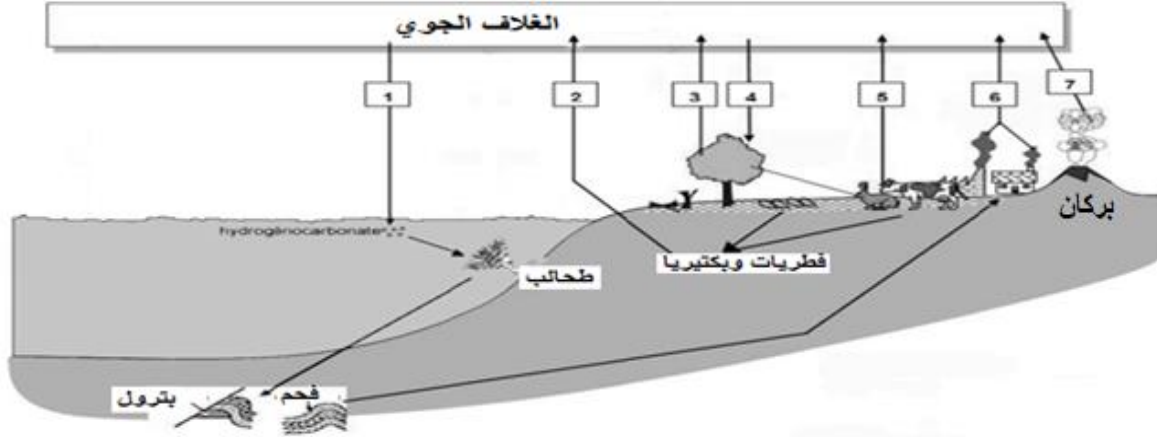 الغلاف الجوي
1
2
3
4
5
6
7
بركان
hydrogénocarbonate
فطريات وبكتيريا
طحالب
فحم
بترول